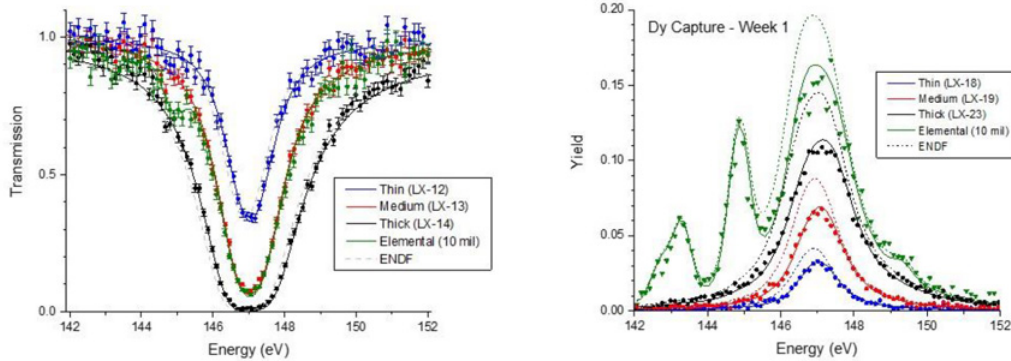 Transmission
1.0
0.5
0.0
Thin (LX-12)
Medium (LX-13)
Thick (LX-14)
Elemental (10 mil)
ENDF
142 144 146 148 150 152
Energy (eV)
Dy Capture - Week 1
Yield
0.20
0.15
0.10
0.05
0.00
Thin (LX-18)
Medium (LX-19)
Thick (LX-23)
Elemental (10 mil)
ENDF
142 144 146 148 150 152
Energy (eV)